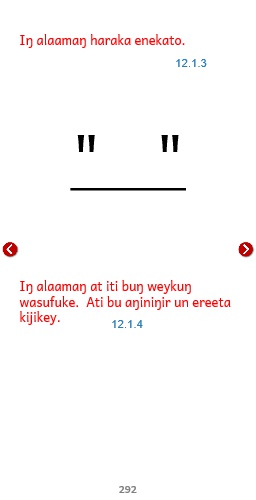 Iŋ alaamaŋ haraka enekato.
12.1.3
" "
Iŋ alaamaŋ at iti buŋ weykuŋ
wasufuke. Ati bu aŋiniŋir un ereeta
kijikey.
12.1.4
292